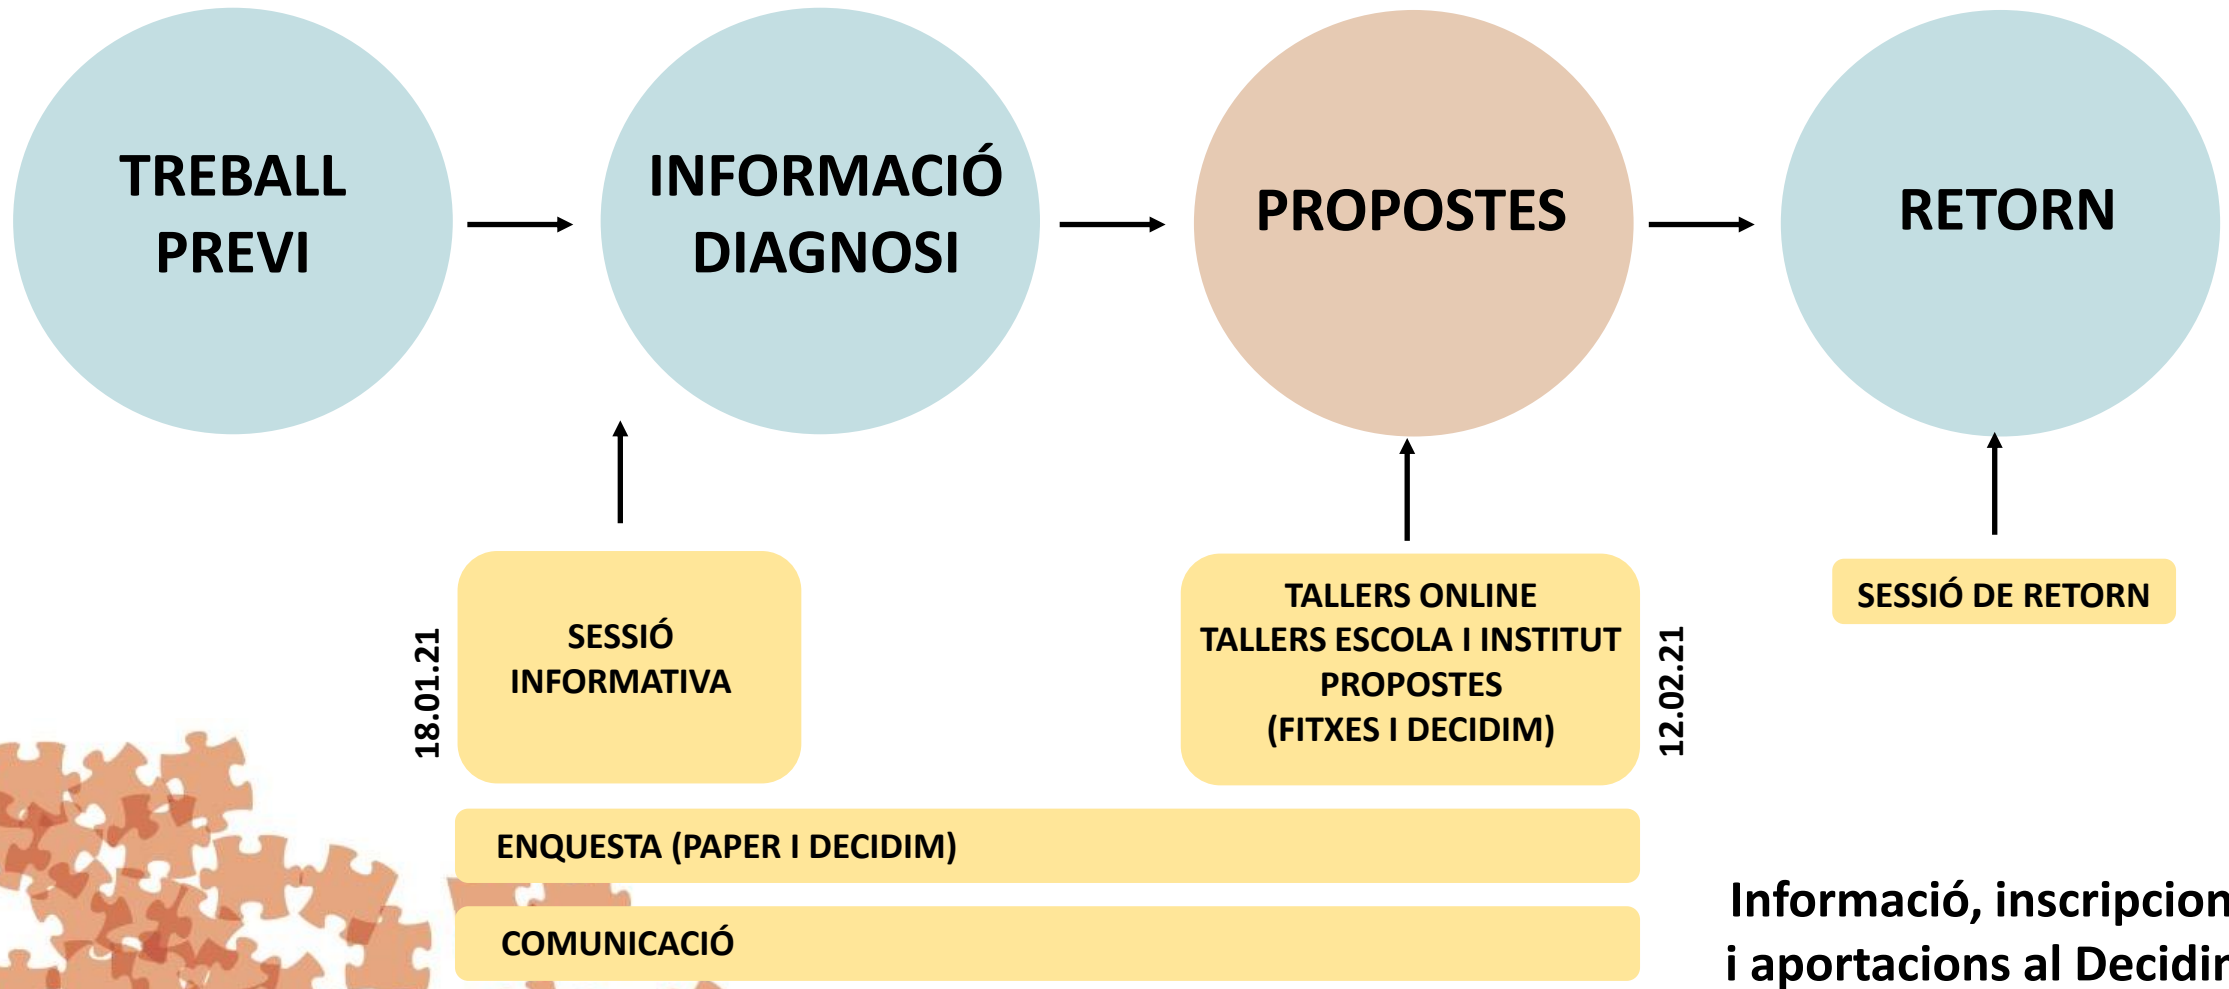 TREBALL
PREVI
INFORMACIÓ
DIAGNOSI
PROPOSTES
RETORN
18.01.21
SESSIÓ
INFORMATIVA
TALLERS ONLINE
TALLERS ESCOLA I INSTITUT
PROPOSTES
(FITXES I DECIDIM)
12.02.21
SESSIÓ DE RETORN
ENQUESTA (PAPER I DECIDIM)
COMUNICACIÓ
Informació, inscripcion
i aportacions al Decidim